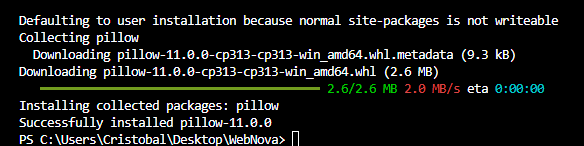 Defaulting to user installation because normal site-packages is not writeable
Collecting pillow
  Downloading pillow-11.0.0-cp313-cp313-win_amd64.whl.metadata (9.3 kB)
Downloading pillow-11.0.0-cp313-cp313-win_amd64.whl (2.6 MB)
2.6/2.6 MB 2.0 MB/s eta 0:00:00
Installing collected packages: pillow
Successfully installed pillow-11.0.0
PS C:\Users\Cristobal\Desktop\WebNova>